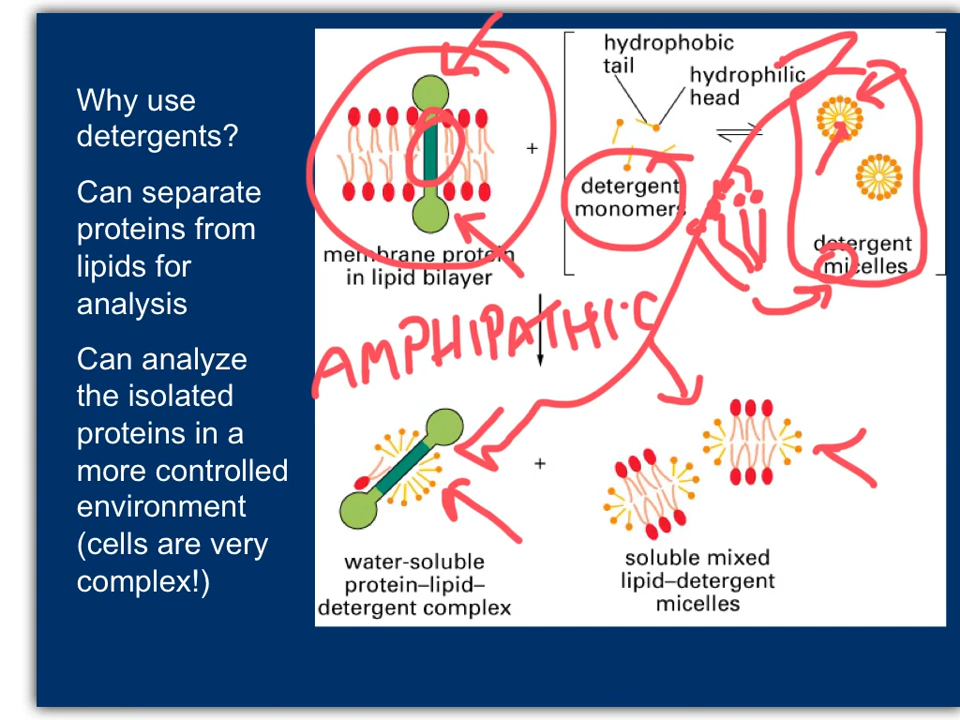 Why use
detergents?
Can separate
proteins from
lipids for
analysis
Can analyze
the isolated
proteins in a
more controlled
environment
(cells are very
complex!)
hydrophobic
tail
hydrophilic
head
+
detergent
monomers
detergent
micelles
membrane protein
in lipid bilayer
AMPHIPATHIC
+
water-soluble
protein–lipid–
detergent complex
soluble mixed
lipid–detergent
micelles